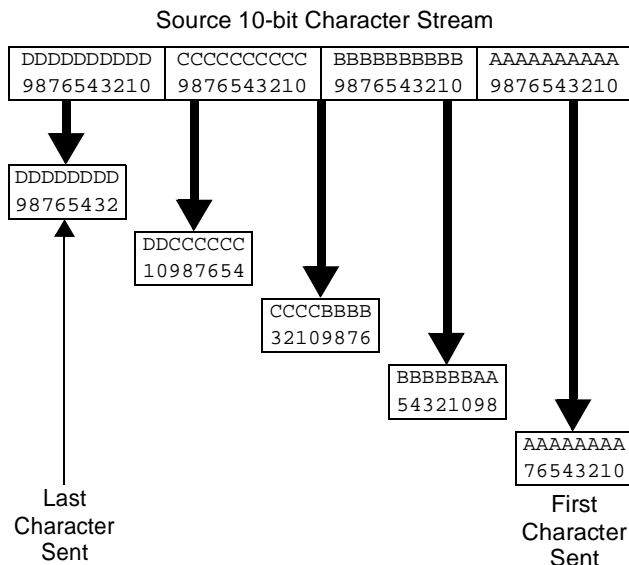 Source 10-bit Character Stream
DDDDDDDDDD CCCCCCCCCC BBBBBBBBBB AAAAAAAAAA
9876543210 9876543210 9876543210 9876543210
DDDDDDDD
98765432
DDCCCCCC
10987654
CCCCBBBB
32109876
BBBBBBAA
54321098
AAAAAAAA
76543210
Last
Character
Sent
First
Character
Sent